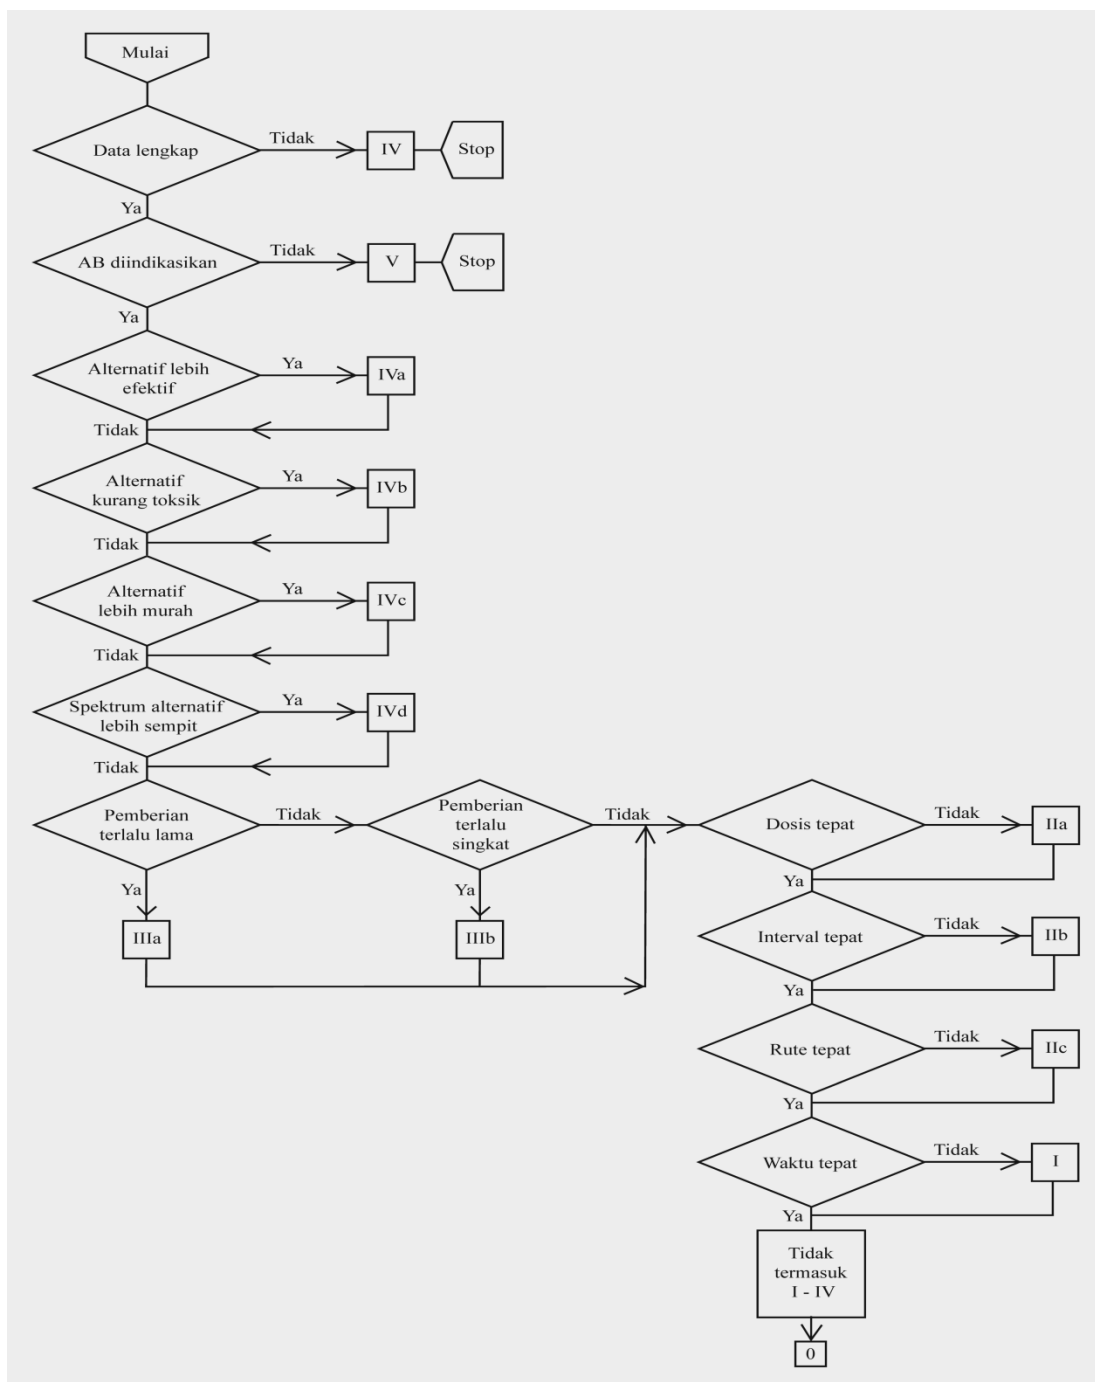 Mulai
Data lengkap
Tidak
IV
Stop
Ya
AB diindikasikan
Tidak
V
Stop
Ya
Alternatif lebih
efektif
Ya
IVa
Tidak
Alternatif
kurang toksik
Ya
IVb
Tidak
Alternatif
lebih murah
Ya
IVc
Tidak
Spektrum alternatif
lebih sempit
Ya
IVd
Tidak
Pemberian
terlalu lama
Tidak
Pemberian
terlalu
singkat
Tidak
Ya
IIIa
Ya
IIIb
Dosis tepat
Tidak
IIa
Ya
Interval tepat
Tidak
IIb
Ya
Rute tepat
Tidak
IIc
Ya
Waktu tepat
Tidak
I
Ya
Tidak
termasuk
I - IV
0